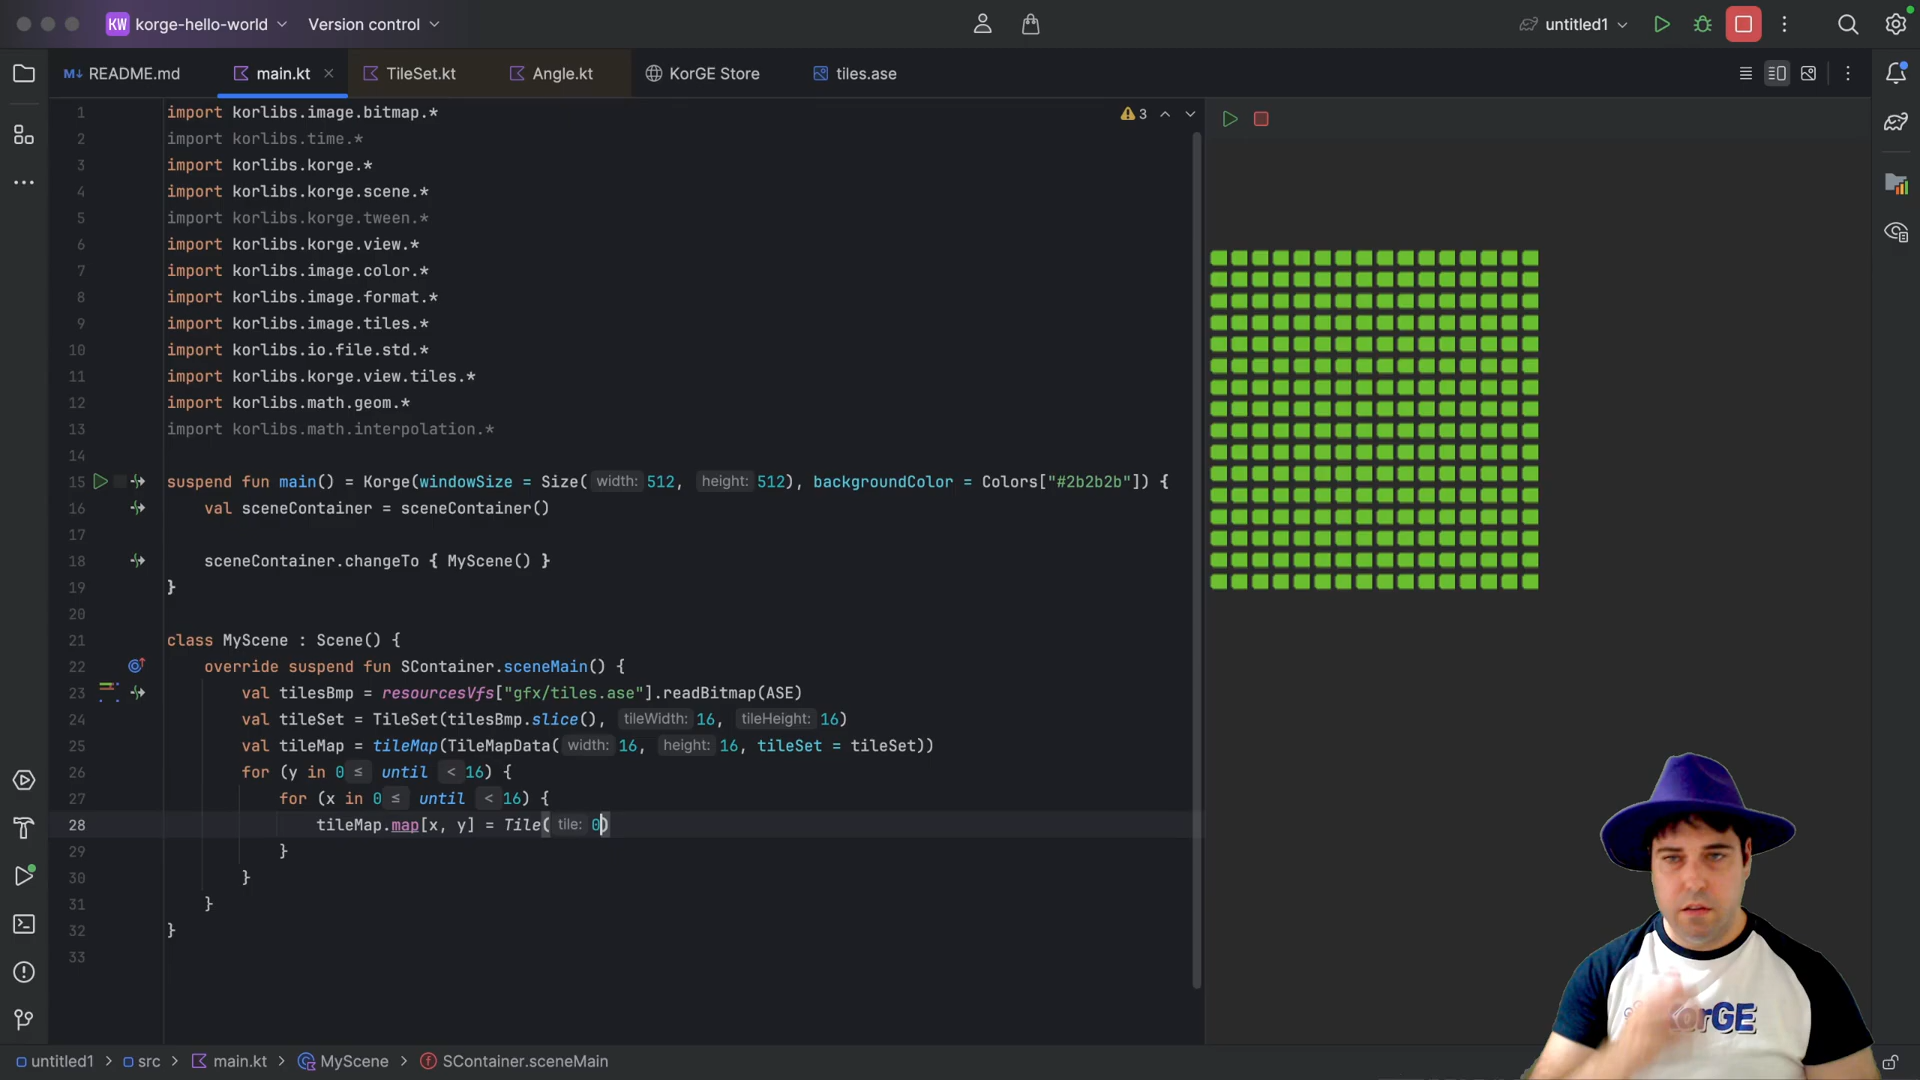 KW korge-hello-world Version control untitled1
README.md main.kt TileSet.kt Angle.kt KorGE Store tiles.ase
3
1 import korlibs.image.bitmap.*
2 import korlibs.time.*
3 import korlibs.korge.*
4 import korlibs.korge.scene.*
5 import korlibs.korge.tween.*
6 import korlibs.korge.view.*
7 import korlibs.image.color.*
8 import korlibs.image.format.*
9 import korlibs.image.tiles.*
10 import korlibs.io.file.std.*
11 import korlibs.korge.view.tiles.*
12 import korlibs.math.geom.*
13 import korlibs.math.interpolation.*
14
15 suspend fun main() = Korge(windowSize = Size( width: 512, height: 512), backgroundColor = Colors["#2b2b2b"]) {
16 val sceneContainer = sceneContainer()
17
18 sceneContainer.changeTo { MyScene() }
19 }
20
21 class MyScene : Scene() {
22 override suspend fun SContainer.sceneMain() {
23 val tilesBmp = resourcesVfs["gfx/tiles.ase"].readBitmap(ASE)
24 val tileSet = TileSet(tilesBmp.slice(), tileWidth: 16, tileHeight: 16)
25 val tileMap = tileMap(TileMapData( width: 16, height: 16, tileSet = tileSet))
26 for (y in 0 ≤ until < 16) {
27 for (x in 0 ≤ until < 16) {
28 tileMap.map[x, y] = Tile( tile: 0)
29 }
30 }
31 }
32 }
33
KorGE
untitled1 > src > main.kt > MyScene > SContainer.sceneMain